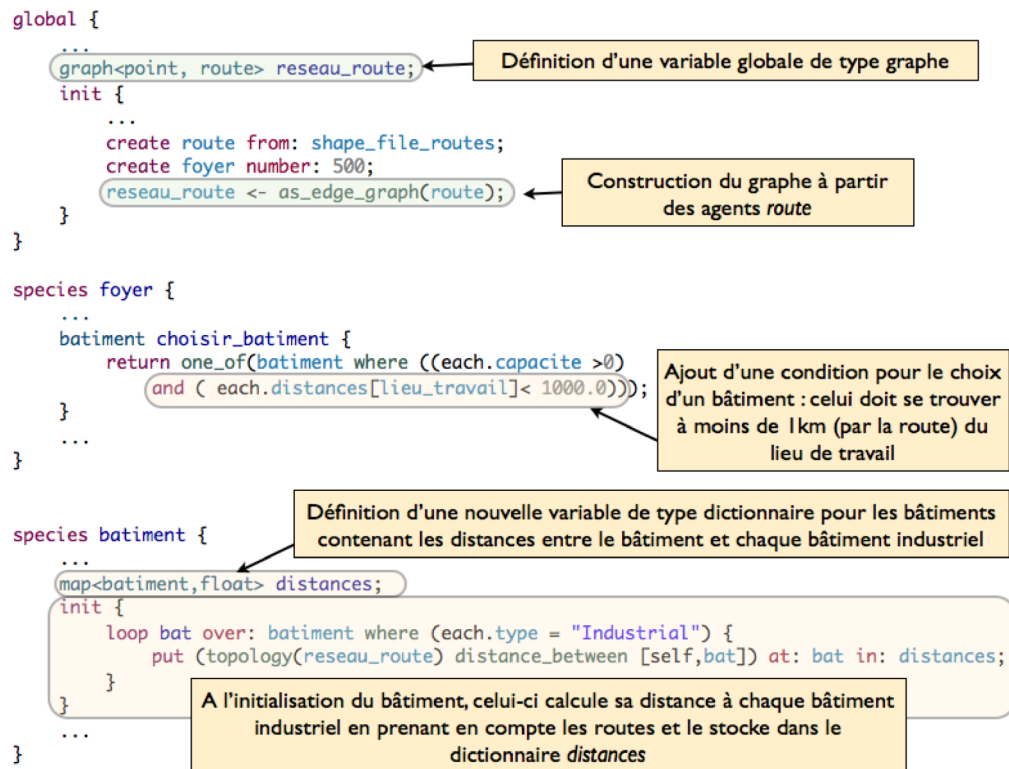 global {
...
graph<point, route> reseau_route;
Définition d'une variable globale de type graphe
init {
...
create route from: shape_file_routes;
create foyer number: 500;
reseau_route <- as_edge_graph(route);
Construction du graphe à partir
des agents route
}
}
species foyer {
...
batiment choisir_batiment {
return one_of(batiment where ((each.capacite >0)
and ( each.distances[lieu_travail]< 1000.0)));
Ajout d'une condition pour le choix
d'un bâtiment : celui doit se trouver
à moins de 1km (par la route) du
lieu de travail
}
...
}
Définition d'une nouvelle variable de type dictionnaire pour les bâtiments
contenant les distances entre le bâtiment et chaque bâtiment industriel
species batiment {
...
map<batiment,float> distances;
init {
loop bat over: batiment where (each.type = "Industrial") {
put (topology(reseau_route) distance_between [self,bat]) at: bat in: distances;
}
}
A l'initialisation du bâtiment, celui-ci calcule sa distance à chaque bâtiment
industriel en prenant en compte les routes et le stocke dans le
dictionnaire distances
...
}